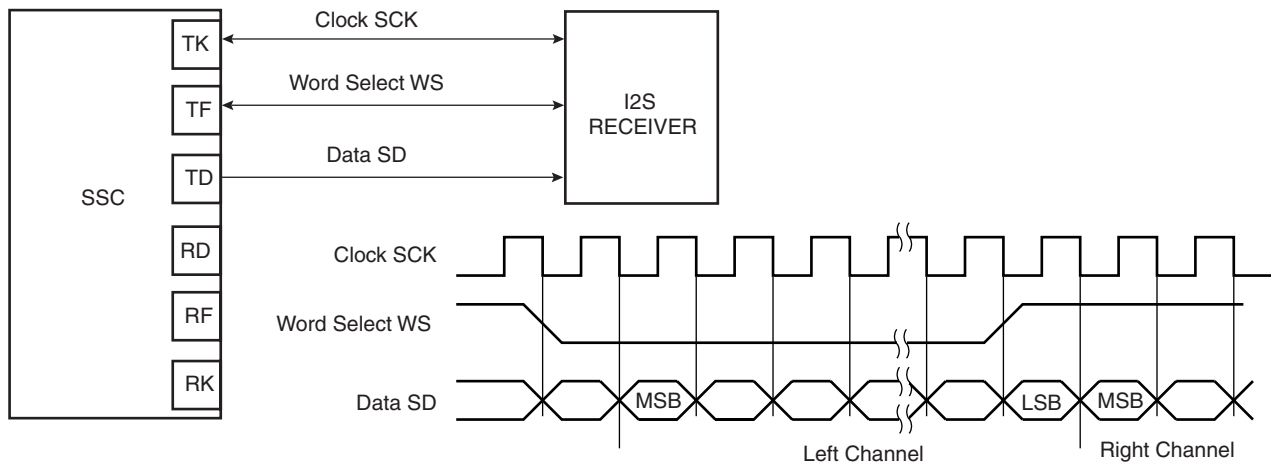 Clock SCK
TK
Word Select WS
TF
I2S
RECEIVER
Data SD
TD
SSC
RD
RF
RK
Clock SCK
Word Select WS
Data SD
MSB
LSB
MSB
Left Channel
Right Channel